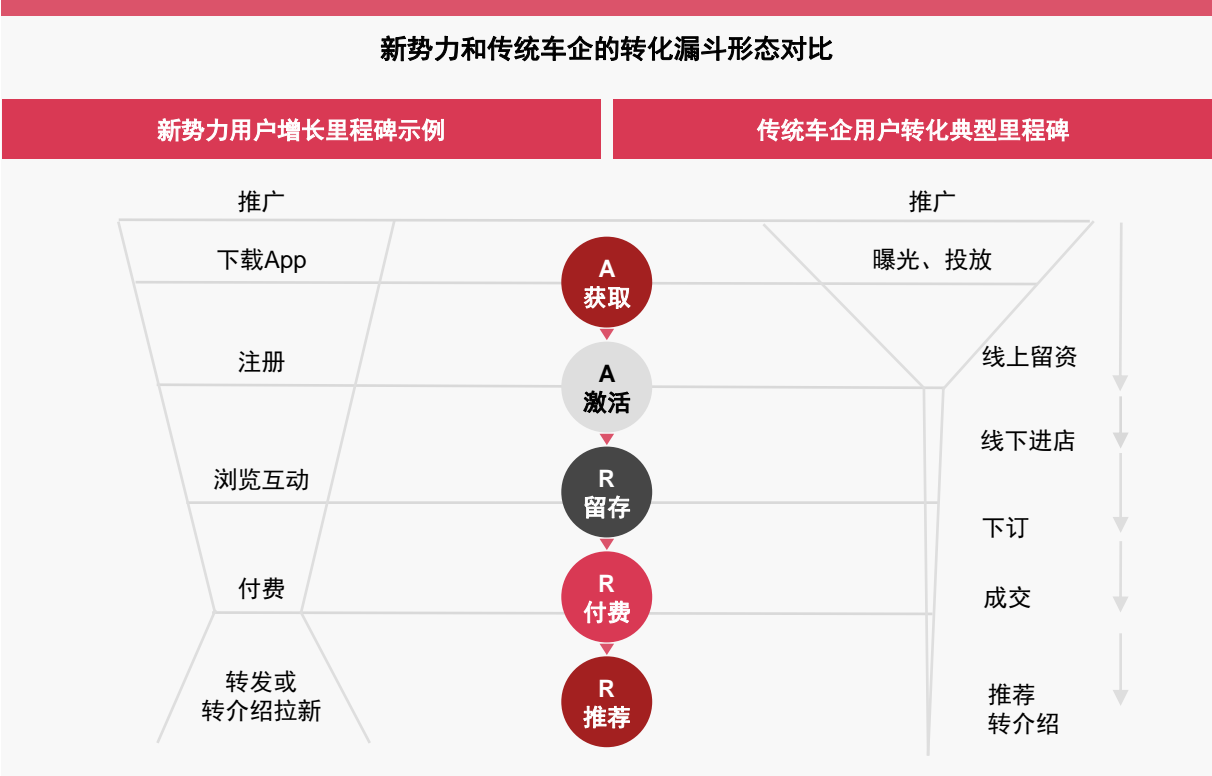 新势力和传统车企的转化漏斗形态对比
新势力用户增长里程碑示例
传统车企用户转化典型里程碑
推广
下载App
注册
浏览互动
付费
转发或
转介绍拉新
A
获取
A
激活
R
留存
R
付费
R
推荐
推广
曝光、投放
线上留资
线下进店
下订
成交
推荐
转介绍